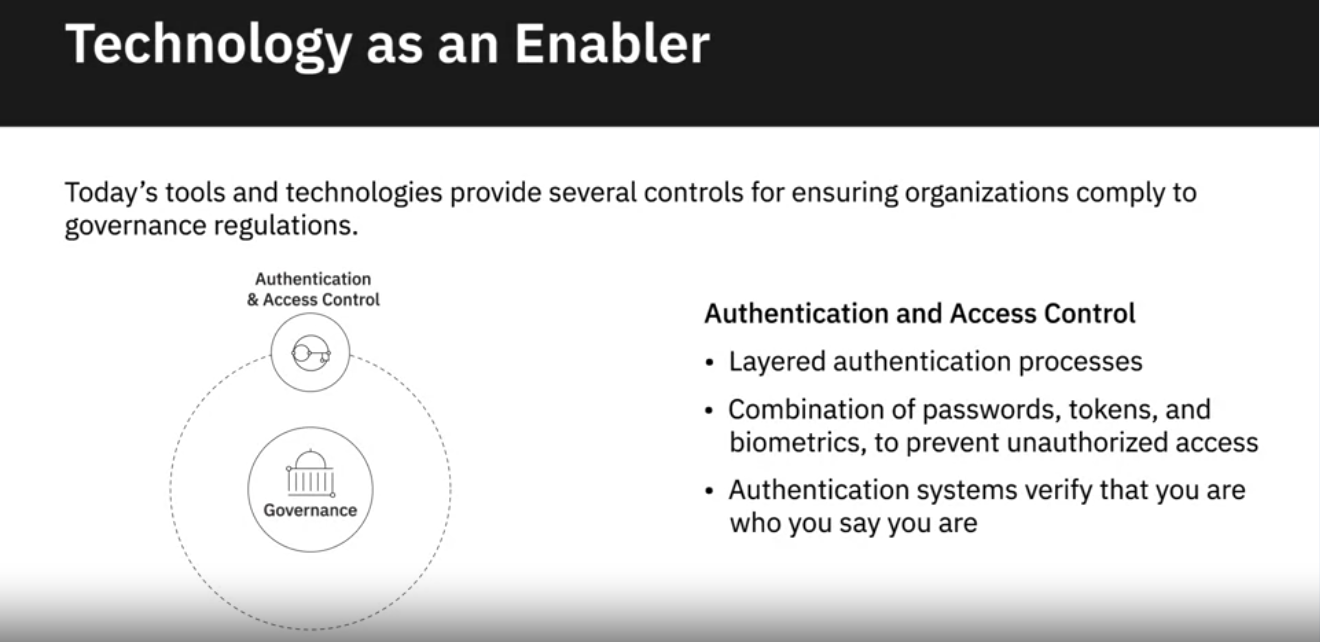 Technology as an Enabler
Today's tools and technologies provide several controls for ensuring organizations comply to
governance regulations.
Authentication
& Access Control
Governance
Authentication and Access Control
• Layered authentication processes
• Combination of passwords, tokens, and
biometrics, to prevent unauthorized access
• Authentication systems verify that you are
who you say you are